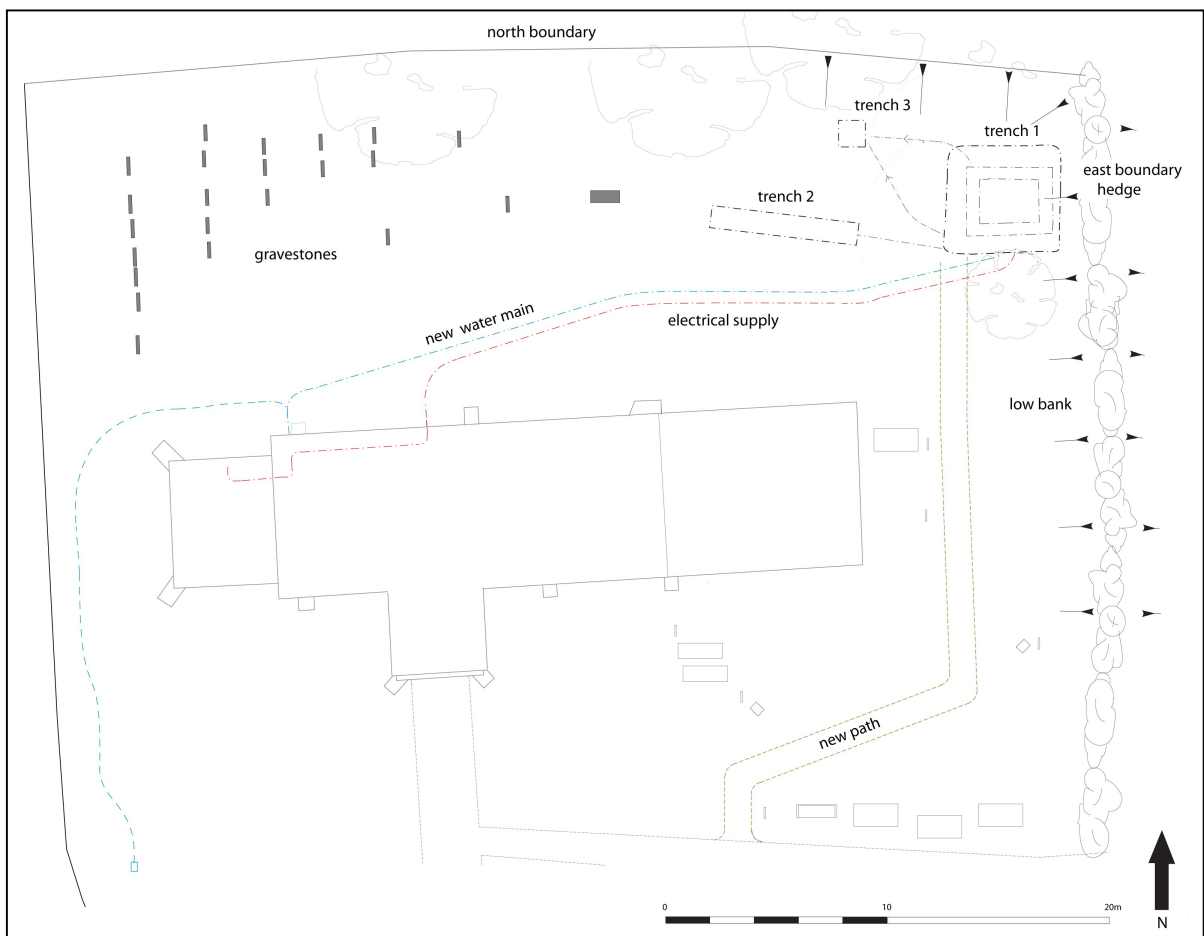 north boundary
trench 3
trench 1
east boundary
hedge
trench 2
gravestones
new water main
electrical supply
low bank
new path
0
10
20m
N